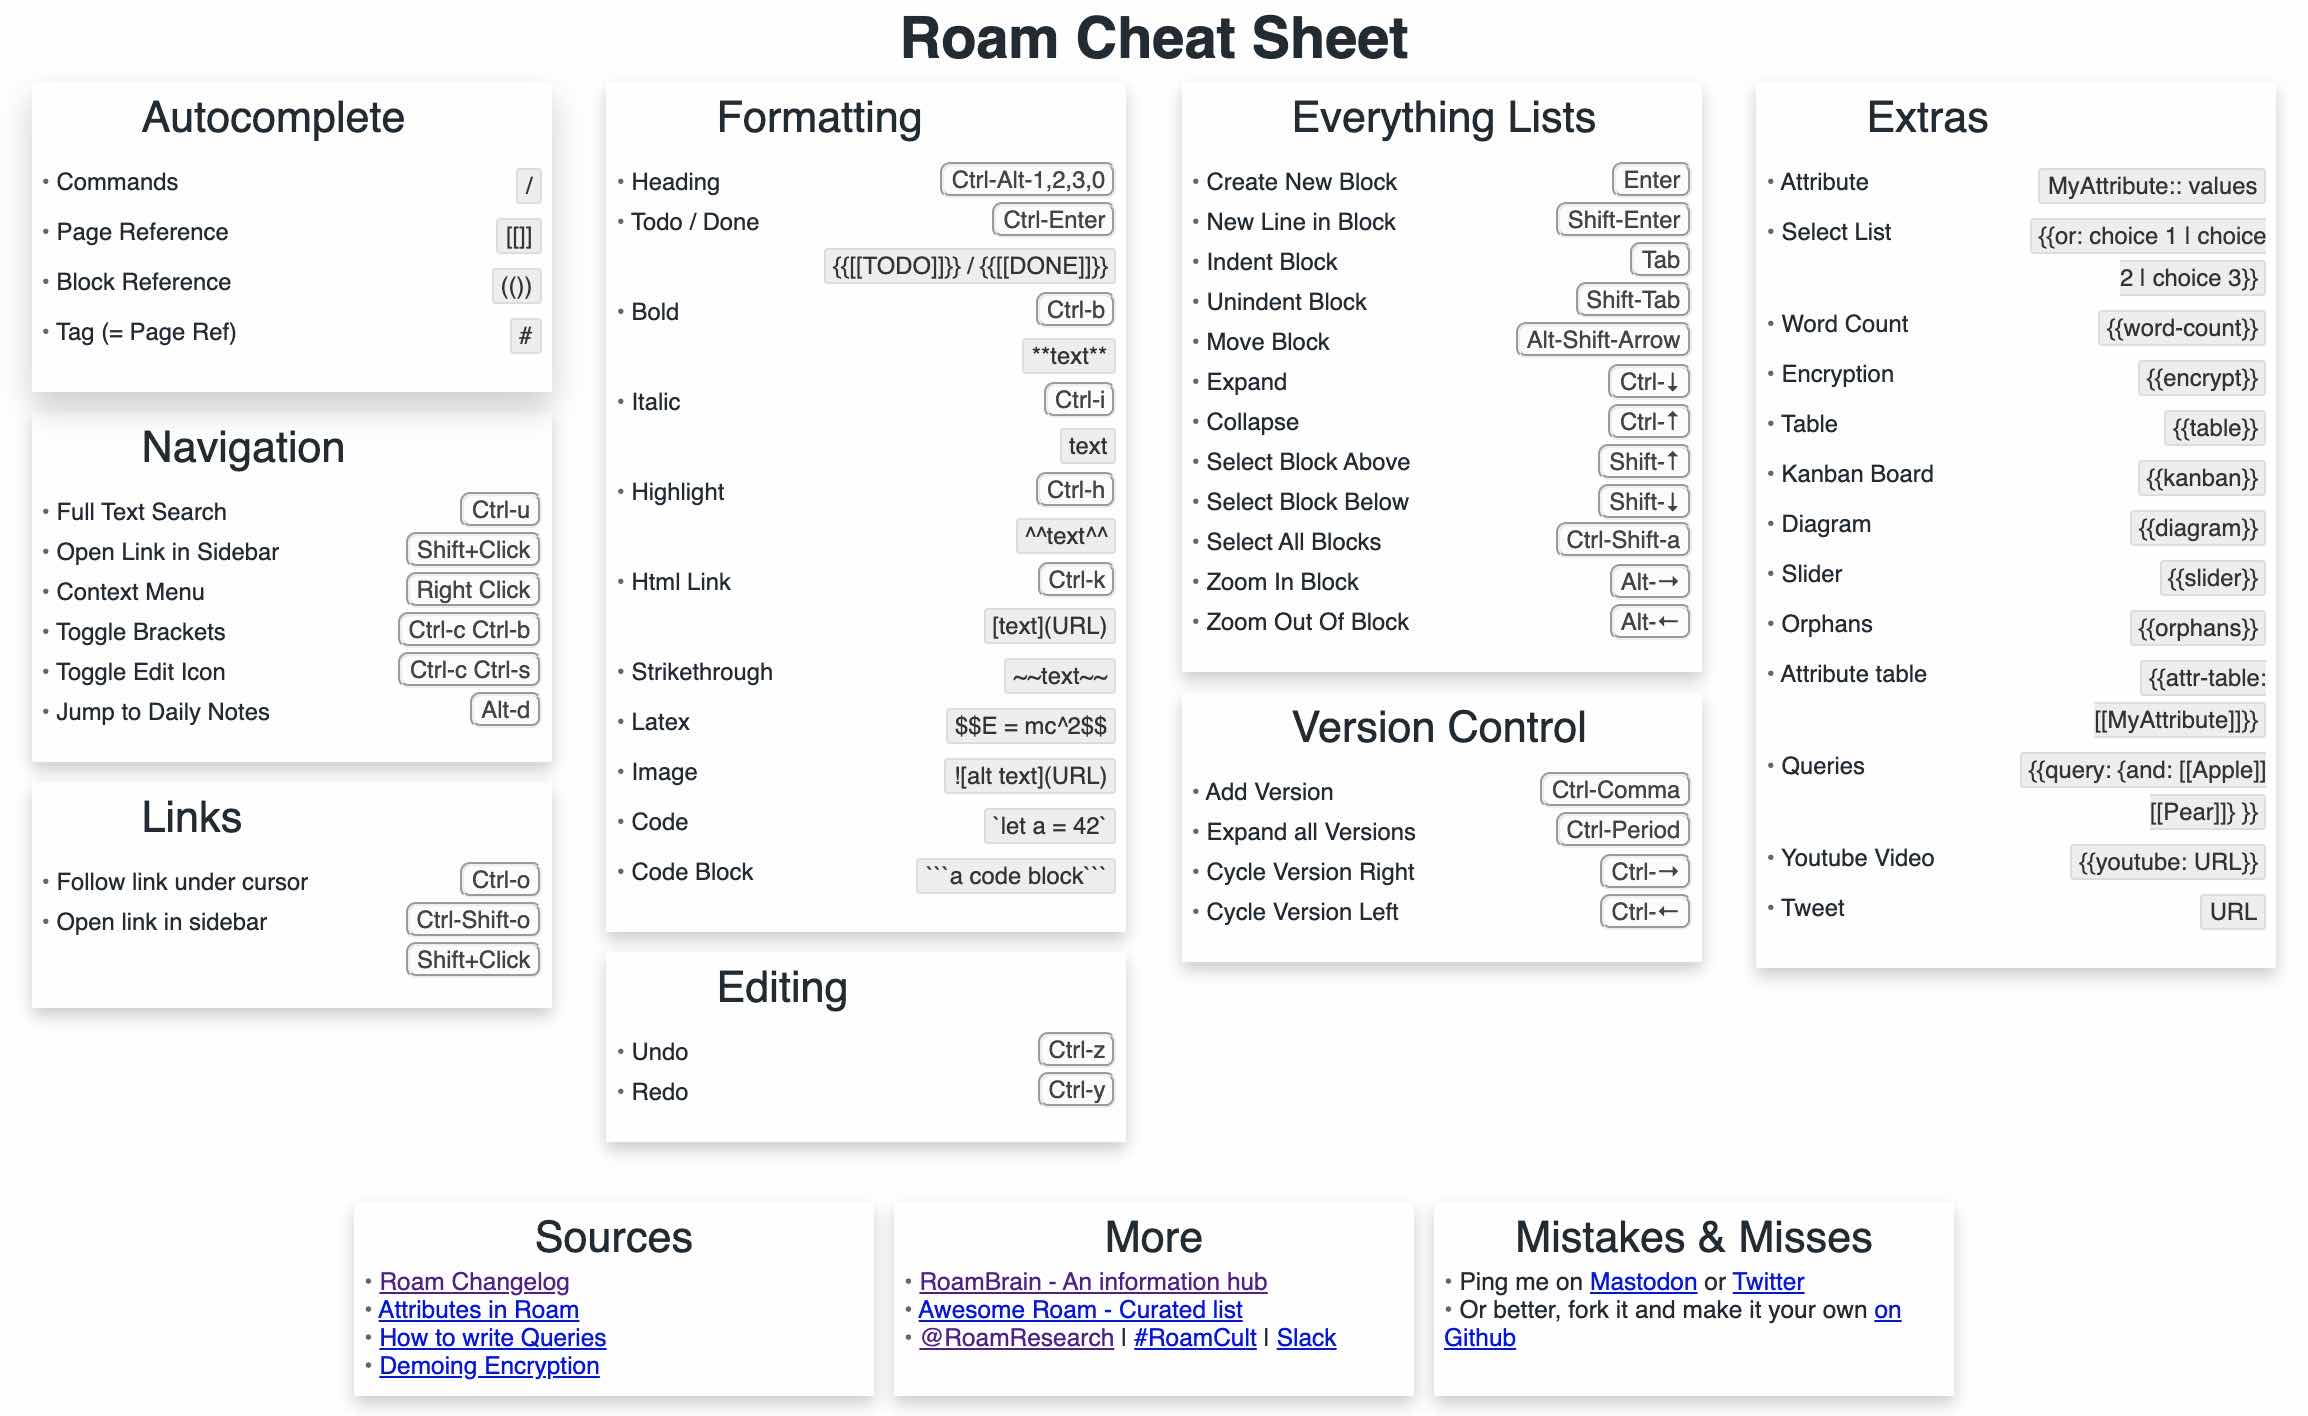 Roam Cheat Sheet
Autocomplete
• Commands /
• Page Reference [[]]
• Block Reference (())
• Tag (= Page Ref) #
Navigation
• Full Text Search Ctrl-u
• Open Link in Sidebar Shift+Click
• Context Menu Right Click
• Toggle Brackets Ctrl-c Ctrl-b
• Toggle Edit Icon Ctrl-c Ctrl-s
• Jump to Daily Notes Alt-d
Links
• Follow link under cursor Ctrl-o
• Open link in sidebar Ctrl-Shift-o
Shift+Click
Formatting
• Heading Ctrl-Alt-1,2,3,0
• Todo / Done Ctrl-Enter
{{[[TODO]]}} / {{[[DONE]]}}
• Bold Ctrl-b
**text**
• Italic Ctrl-i
text
• Highlight Ctrl-h
^^text^^
• Html Link Ctrl-k
[text](URL)
• Strikethrough ~~text~~
• Latex $$E = mc^2$$
• Image ![alt text](URL)
• Code `let a = 42`
• Code Block ```a code block```
Editing
• Undo Ctrl-z
• Redo Ctrl-y
Everything Lists
• Create New Block Enter
• New Line in Block Shift-Enter
• Indent Block Tab
• Unindent Block Shift-Tab
• Move Block Alt-Shift-Arrow
• Expand Ctrl-↓
• Collapse Ctrl-↑
• Select Block Above Shift-↑
• Select Block Below Shift-↓
• Select All Blocks Ctrl-Shift-a
• Zoom In Block Alt-→
• Zoom Out Of Block Alt-←
Version Control
• Add Version Ctrl-Comma
• Expand all Versions Ctrl-Period
• Cycle Version Right Ctrl-→
• Cycle Version Left Ctrl-←
Extras
• Attribute MyAttribute:: values
• Select List {{or: choice 1 | choice
2 | choice 3}}
• Word Count {{word-count}}
• Encryption {{encrypt}}
• Table {{table}}
• Kanban Board {{kanban}}
• Diagram {{diagram}}
• Slider {{slider}}
• Orphans {{orphans}}
• Attribute table {{attr-table:
[[MyAttribute]]}}
• Queries {{query: {and: [[Apple]]
[[Pear]]} }}
• Youtube Video {{youtube: URL}}
• Tweet URL
Sources
• Roam Changelog
• Attributes in Roam
• How to write Queries
• Demoing Encryption
More
• RoamBrain - An information hub
• Awesome Roam - Curated list
• @RoamResearch | #RoamCult | Slack
Mistakes & Misses
• Ping me on Mastodon or Twitter
• Or better, fork it and make it your own on
Github